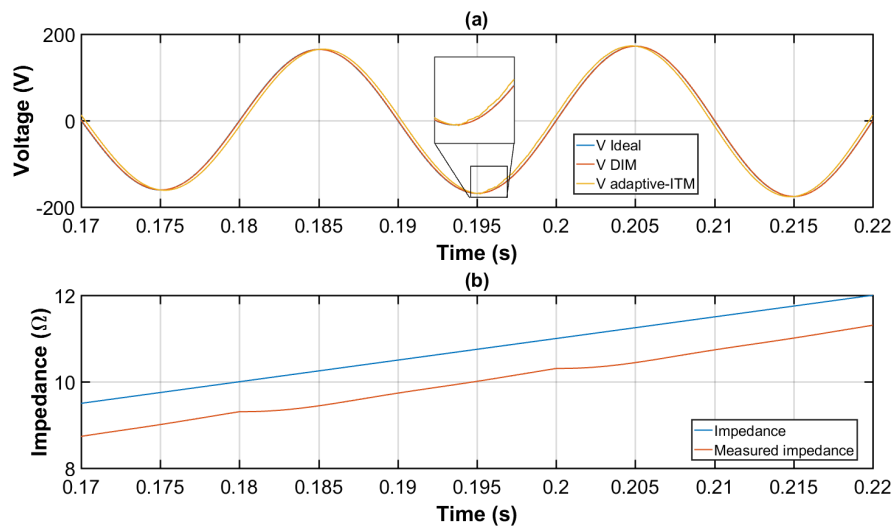 (a)
Voltage (V)
200
0
-200
V Ideal
V DIM
V adaptive-ITM
0.17 0.175 0.18 0.185 0.19 0.195 0.2 0.205 0.21 0.215 0.22
Time (s)
(b)
Impedance (Ω)
12
10
8
Impedance
Measured impedance
0.17 0.175 0.18 0.185 0.19 0.195 0.2 0.205 0.21 0.215 0.22
Time (s)